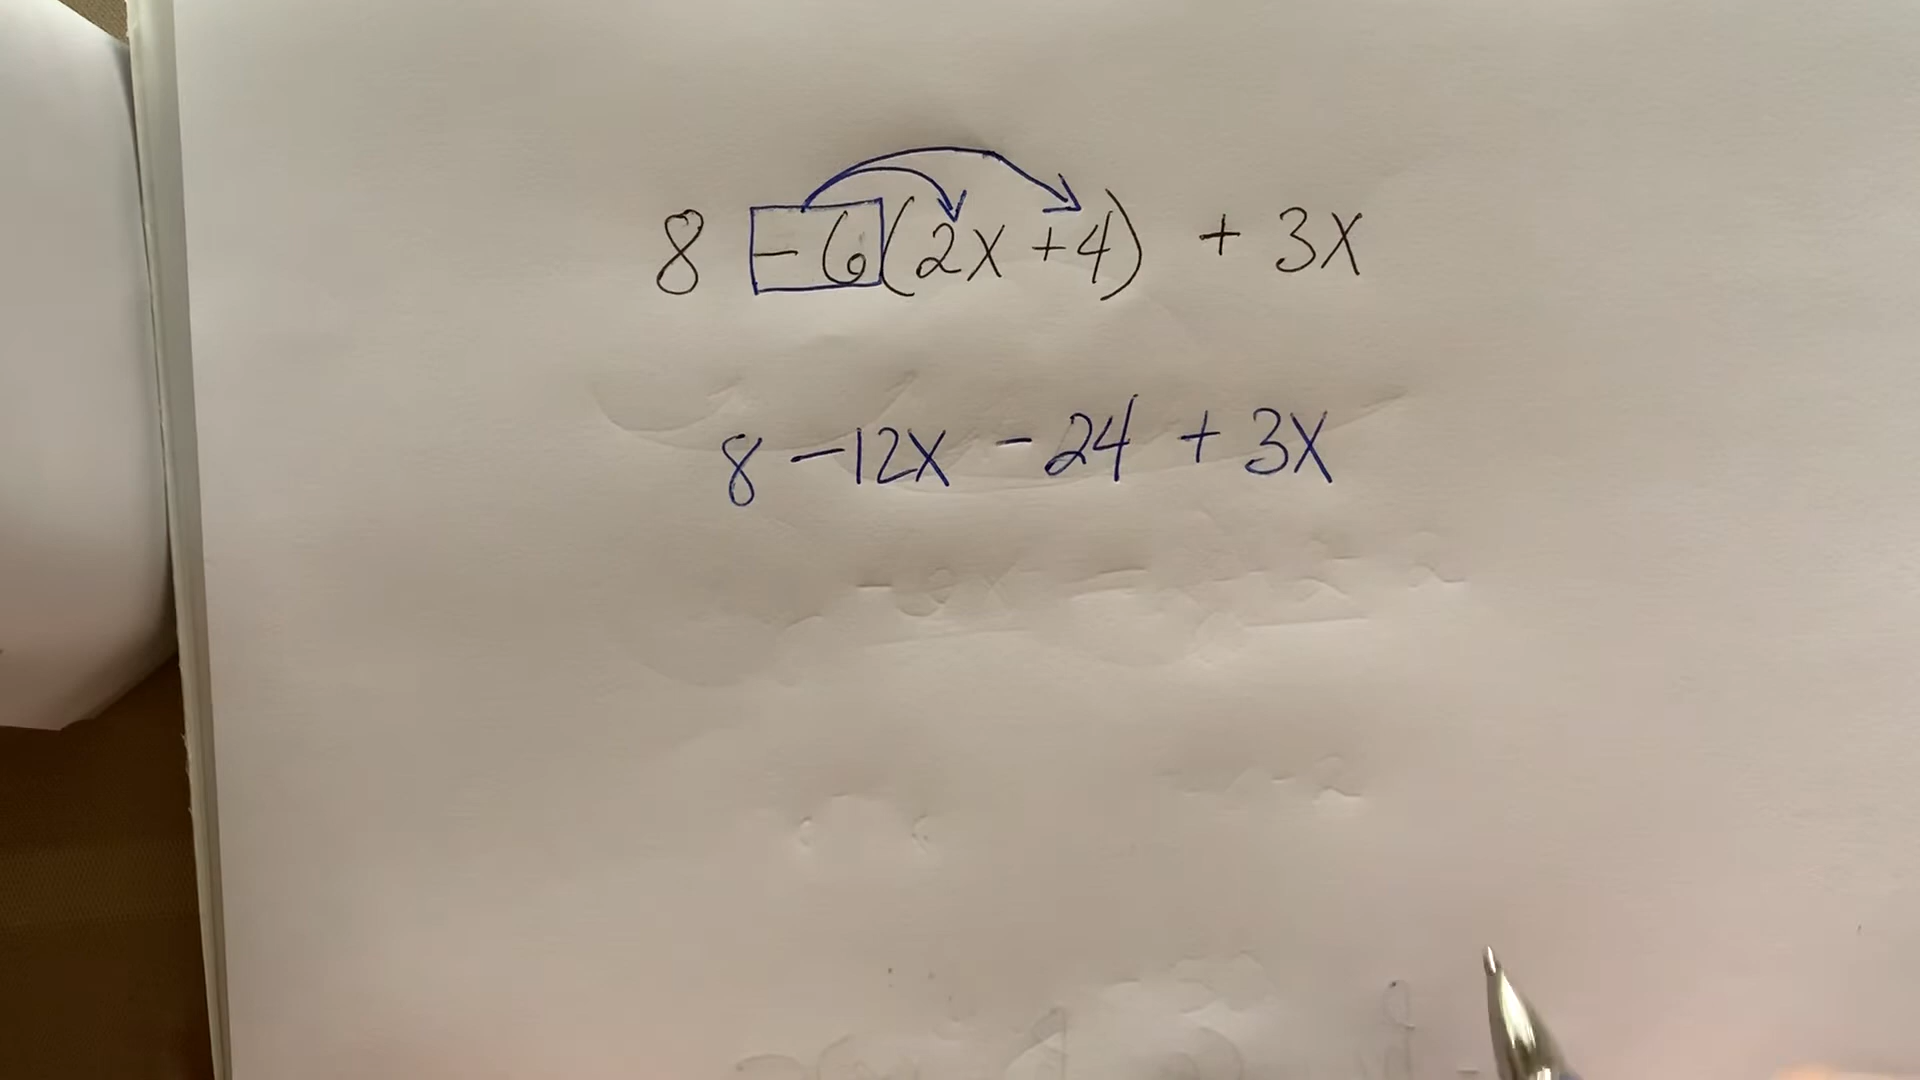 8 -6(2x +4) + 3x
8 -12x - 24 + 3x